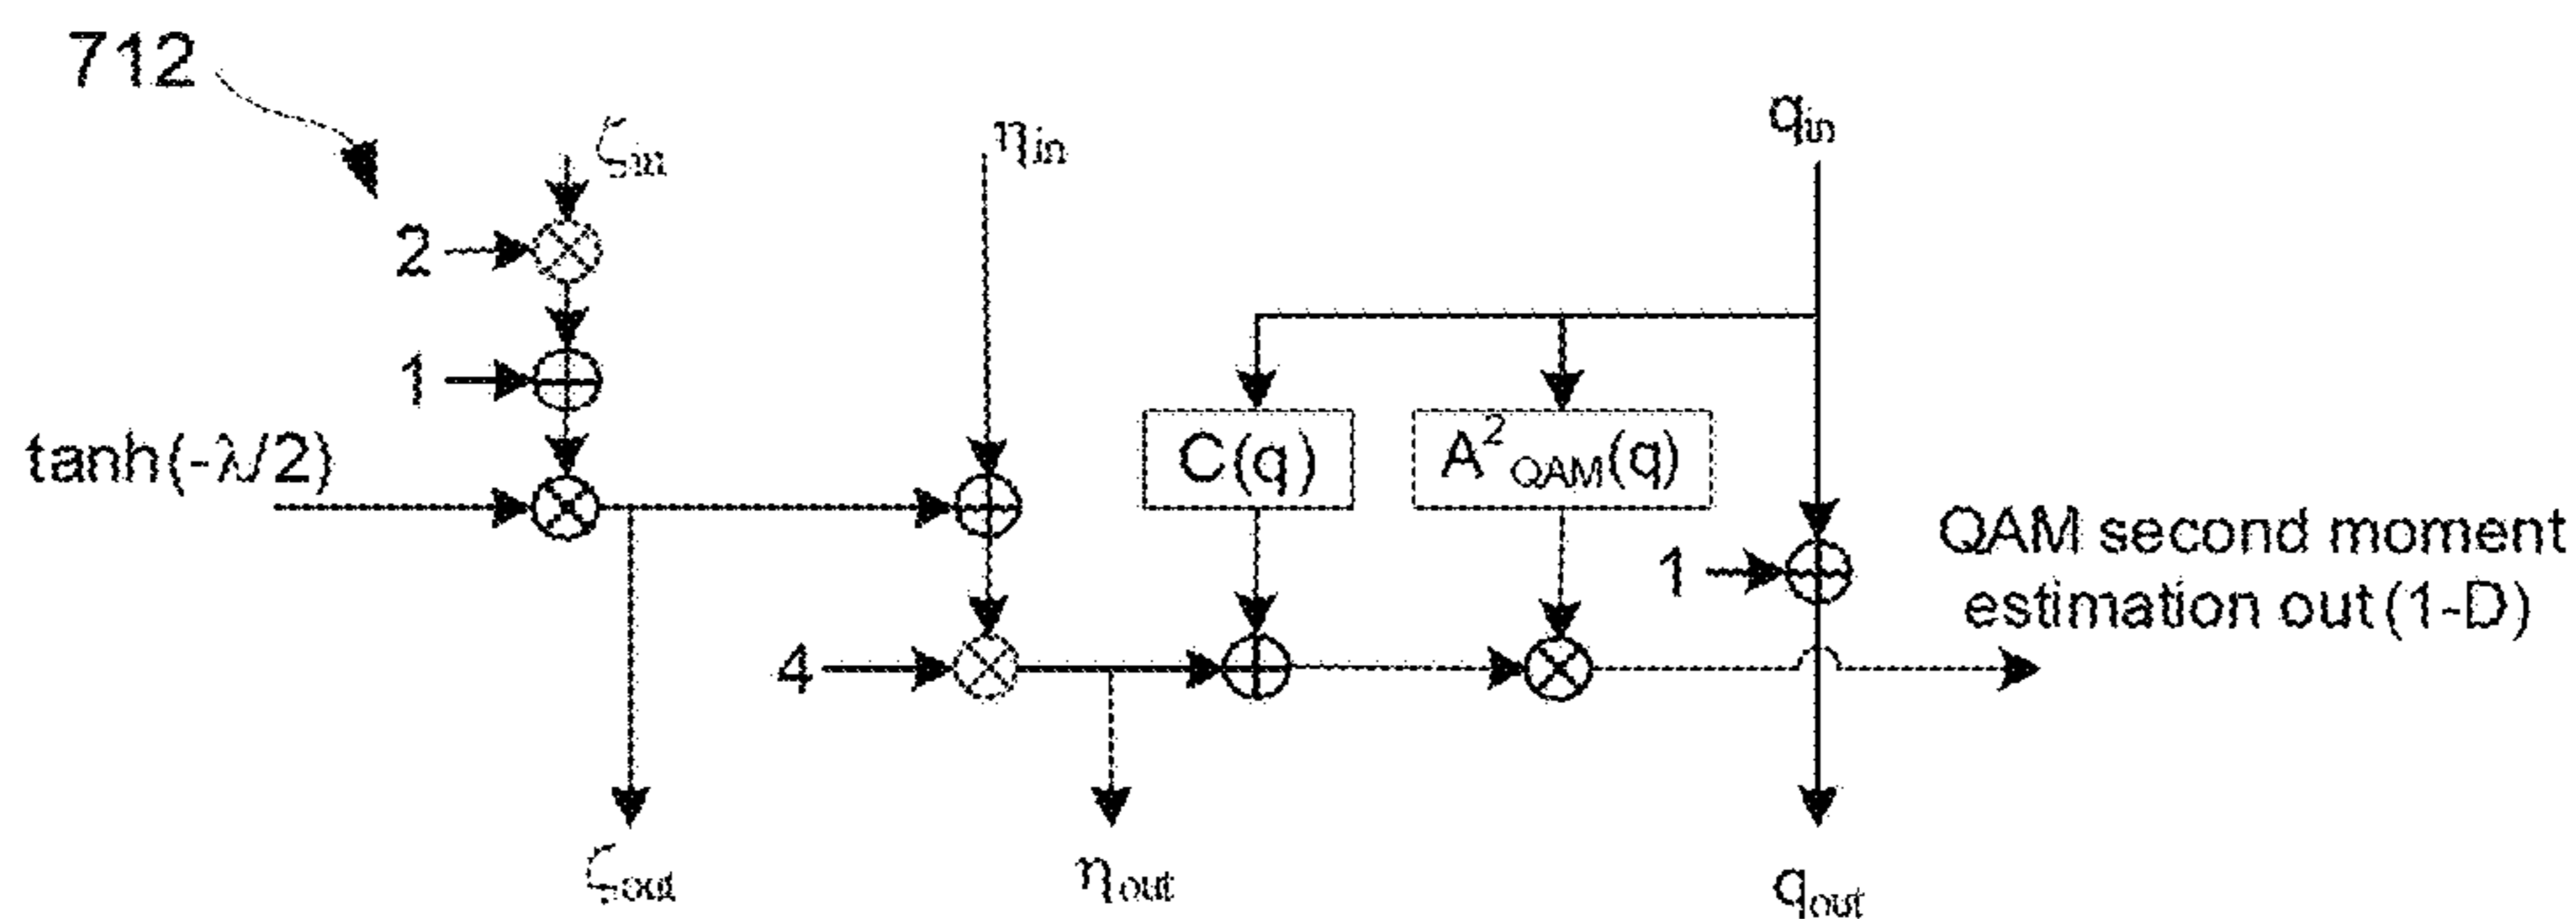 712
ζin
ηin
qin
2
1
tanh(-λ/2)
C(q)
A²QAM(q)
1
QAM second moment
estimation out (1-D)
4
ζout
ηout
qout